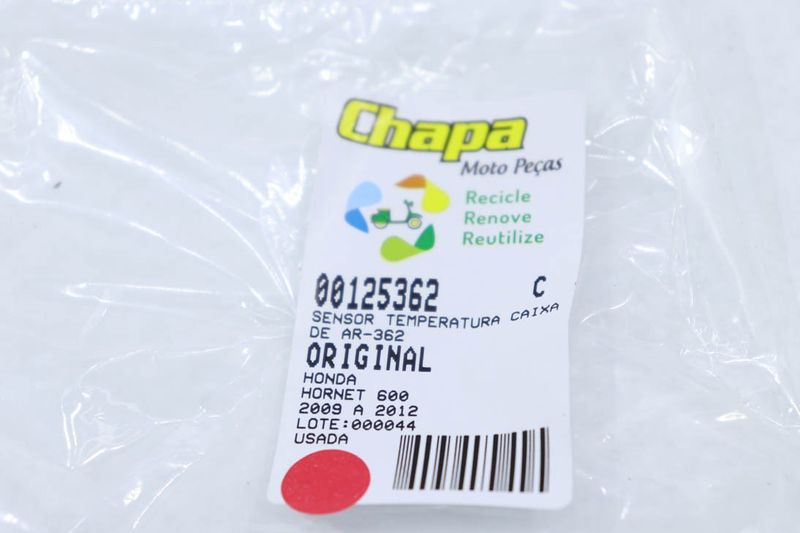 Chapa
Moto Peças
Recicle
Renove
Reutilize
00125362 C
SENSOR TEMPERATURA CAIXA
DE AR-362
ORIGINAL
HONDA
HORNET 600
2009 A 2012
LOTE:000044
USADA